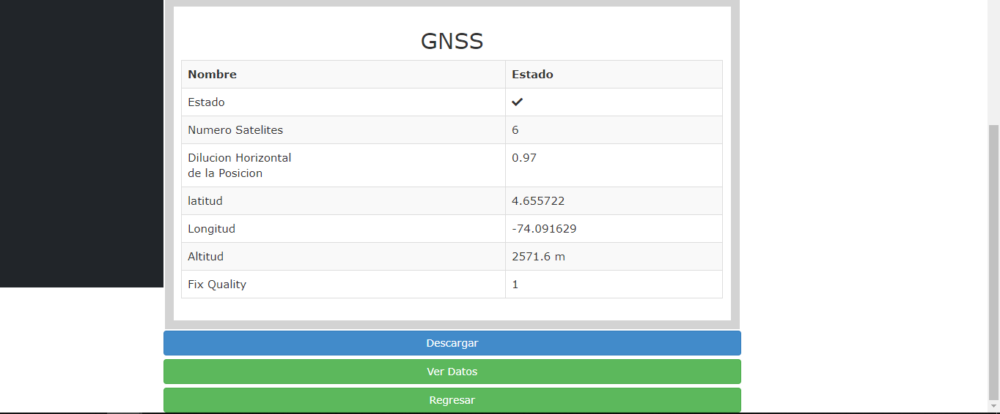 GNSS
Nombre Estado
Estado
Numero Satelites 6
Dilucion Horizontal 0.97
de la Posicion
latitud 4.655722
Longitud -74.091629
Altitud 2571.6 m
Fix Quality 1
Descargar
Ver Datos
Regresar